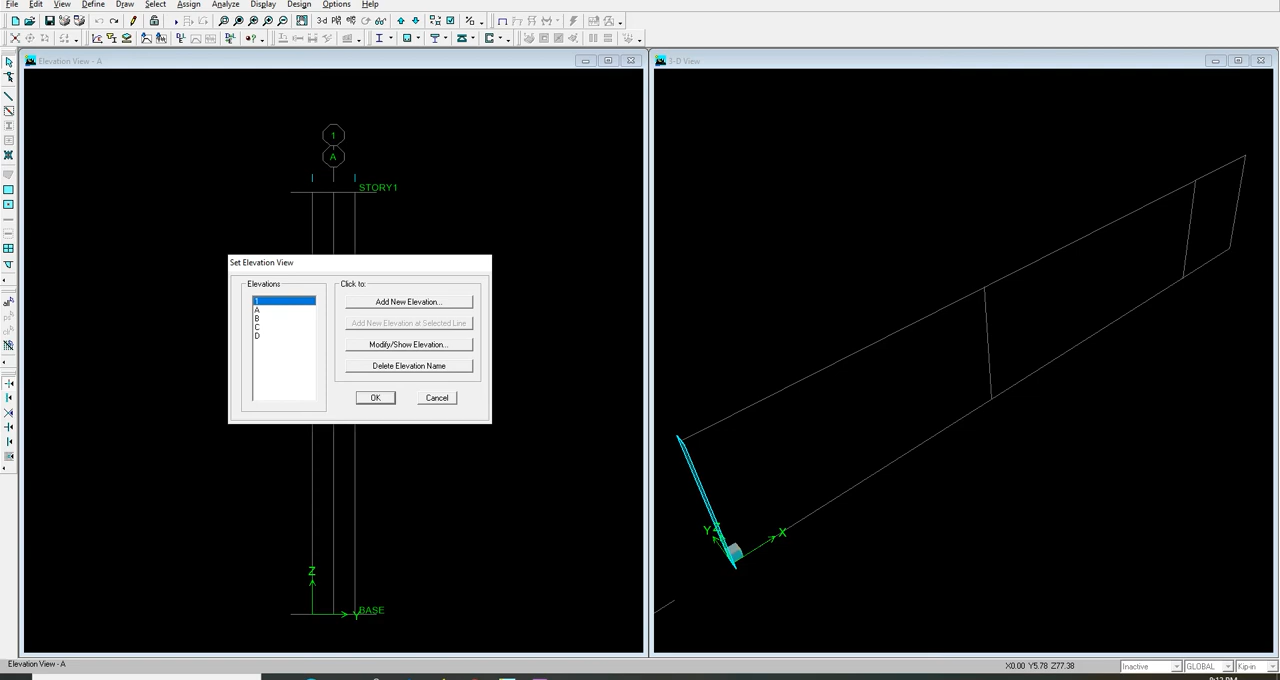 File Edit View Define Draw Select Assign Analyze Display Design Options Help
3-d
Elevation View - A
3-D View
1
A
STORY1
Set Elevation View
Elevations
1
A
B
C
D
Click to:
Add New Elevation...
Add New Elevation at Selected Line
Modify/Show Elevation...
Delete Elevation Name
OK
Cancel
Z
Y
BASE
Y
Z
X
Elevation View - A
X0.00 Y5.78 Z77.38
Inactive
GLOBAL
Kip-in